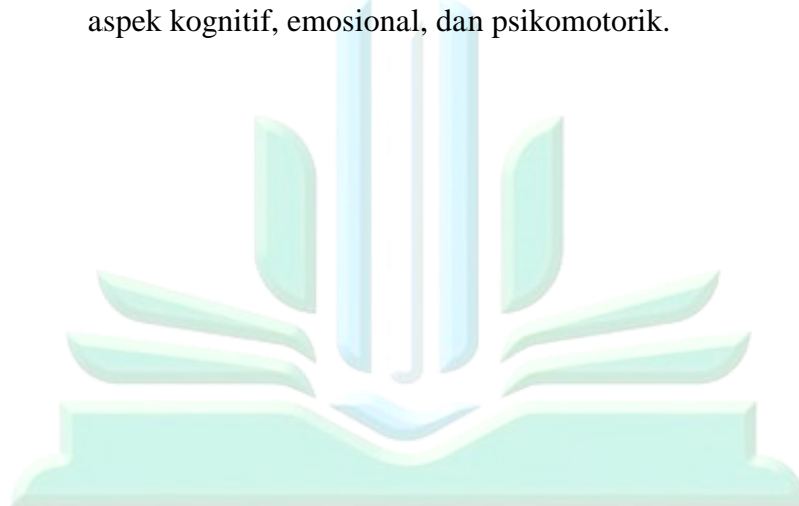 aspek kognitif, emosional, dan psikomotorik.